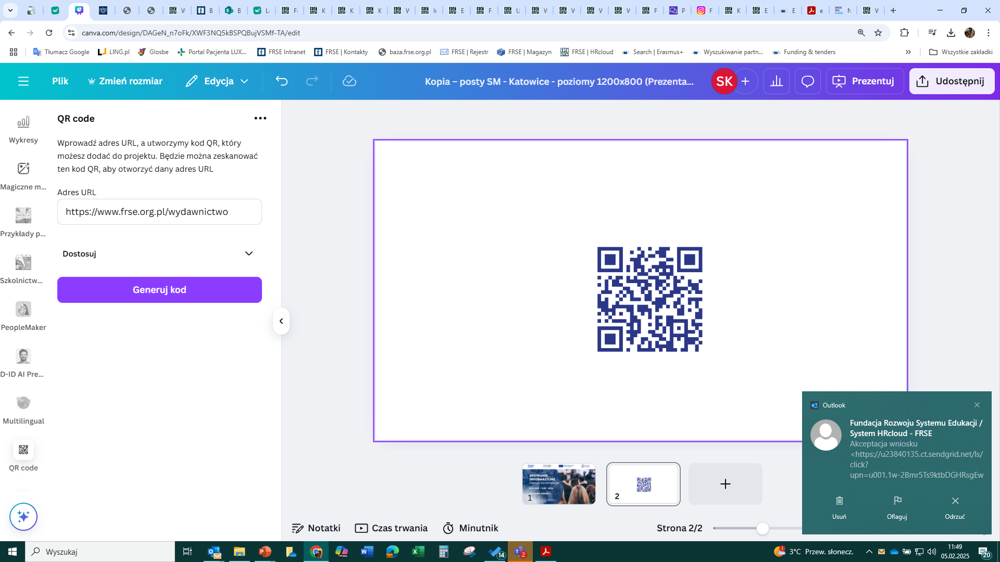 W
B
B
L
F
K
K
K
V
I
E
F
U
V
V
V
V
F
P
F
K
E
E
e
N
V
canva.com/design/DAGeN_n7oFk/XWF3NQ5kBSPQBujVSMf-TA/edit
Tłumacz Google
LING.pl
Glosbe
Portal Pacjenta LUX...
FRSE Intranet
FRSE | Kontakty
baza.frse.org.pl
FRSE | Rejestr
FRSE | Magazyn
FRSE | HRcloud
Search | Erasmus+
Wyszukiwanie partn...
Funding & tenders
Wszystkie zakładki
Plik
Zmień rozmiar
Edycja
Kopia – posty SM - Katowice - poziomy 1200x800 (Prezenta...
SK
Prezentuj
Udostępnij
Wykresy
Magiczne m...
Przykłady p...
Szkolnictw...
PeopleMaker
D-ID AI Pre...
Multilingual
QR code
QR code
Wprowadź adres URL, a utworzymy kod QR, który
możesz dodać do projektu. Będzie można zeskanować
ten kod QR, aby otworzyć dany adres URL
Adres URL
https://www.frse.org.pl/wydawnictwo
Dostosuj
Generuj kod
SPOTKANIE
INFORMACYJNE
1
2
Notatki
Czas trwania
Minutnik
Strona 2/2
Outlook
Fundacja Rozwoju Systemu Edukacji /
System HRcloud - FRSE
Akceptacja wniosku
<https://u23840135.ct.sendgrid.net/ls/
click?
upn=u001.1w-2Bmr5Ts9ktbDGHRsgEw
Usuń
Oflaguj
Odrzuć
Wyszukaj
M365
14
2
1
3°C Przew. słonecz.
11:49
05.02.2025
20